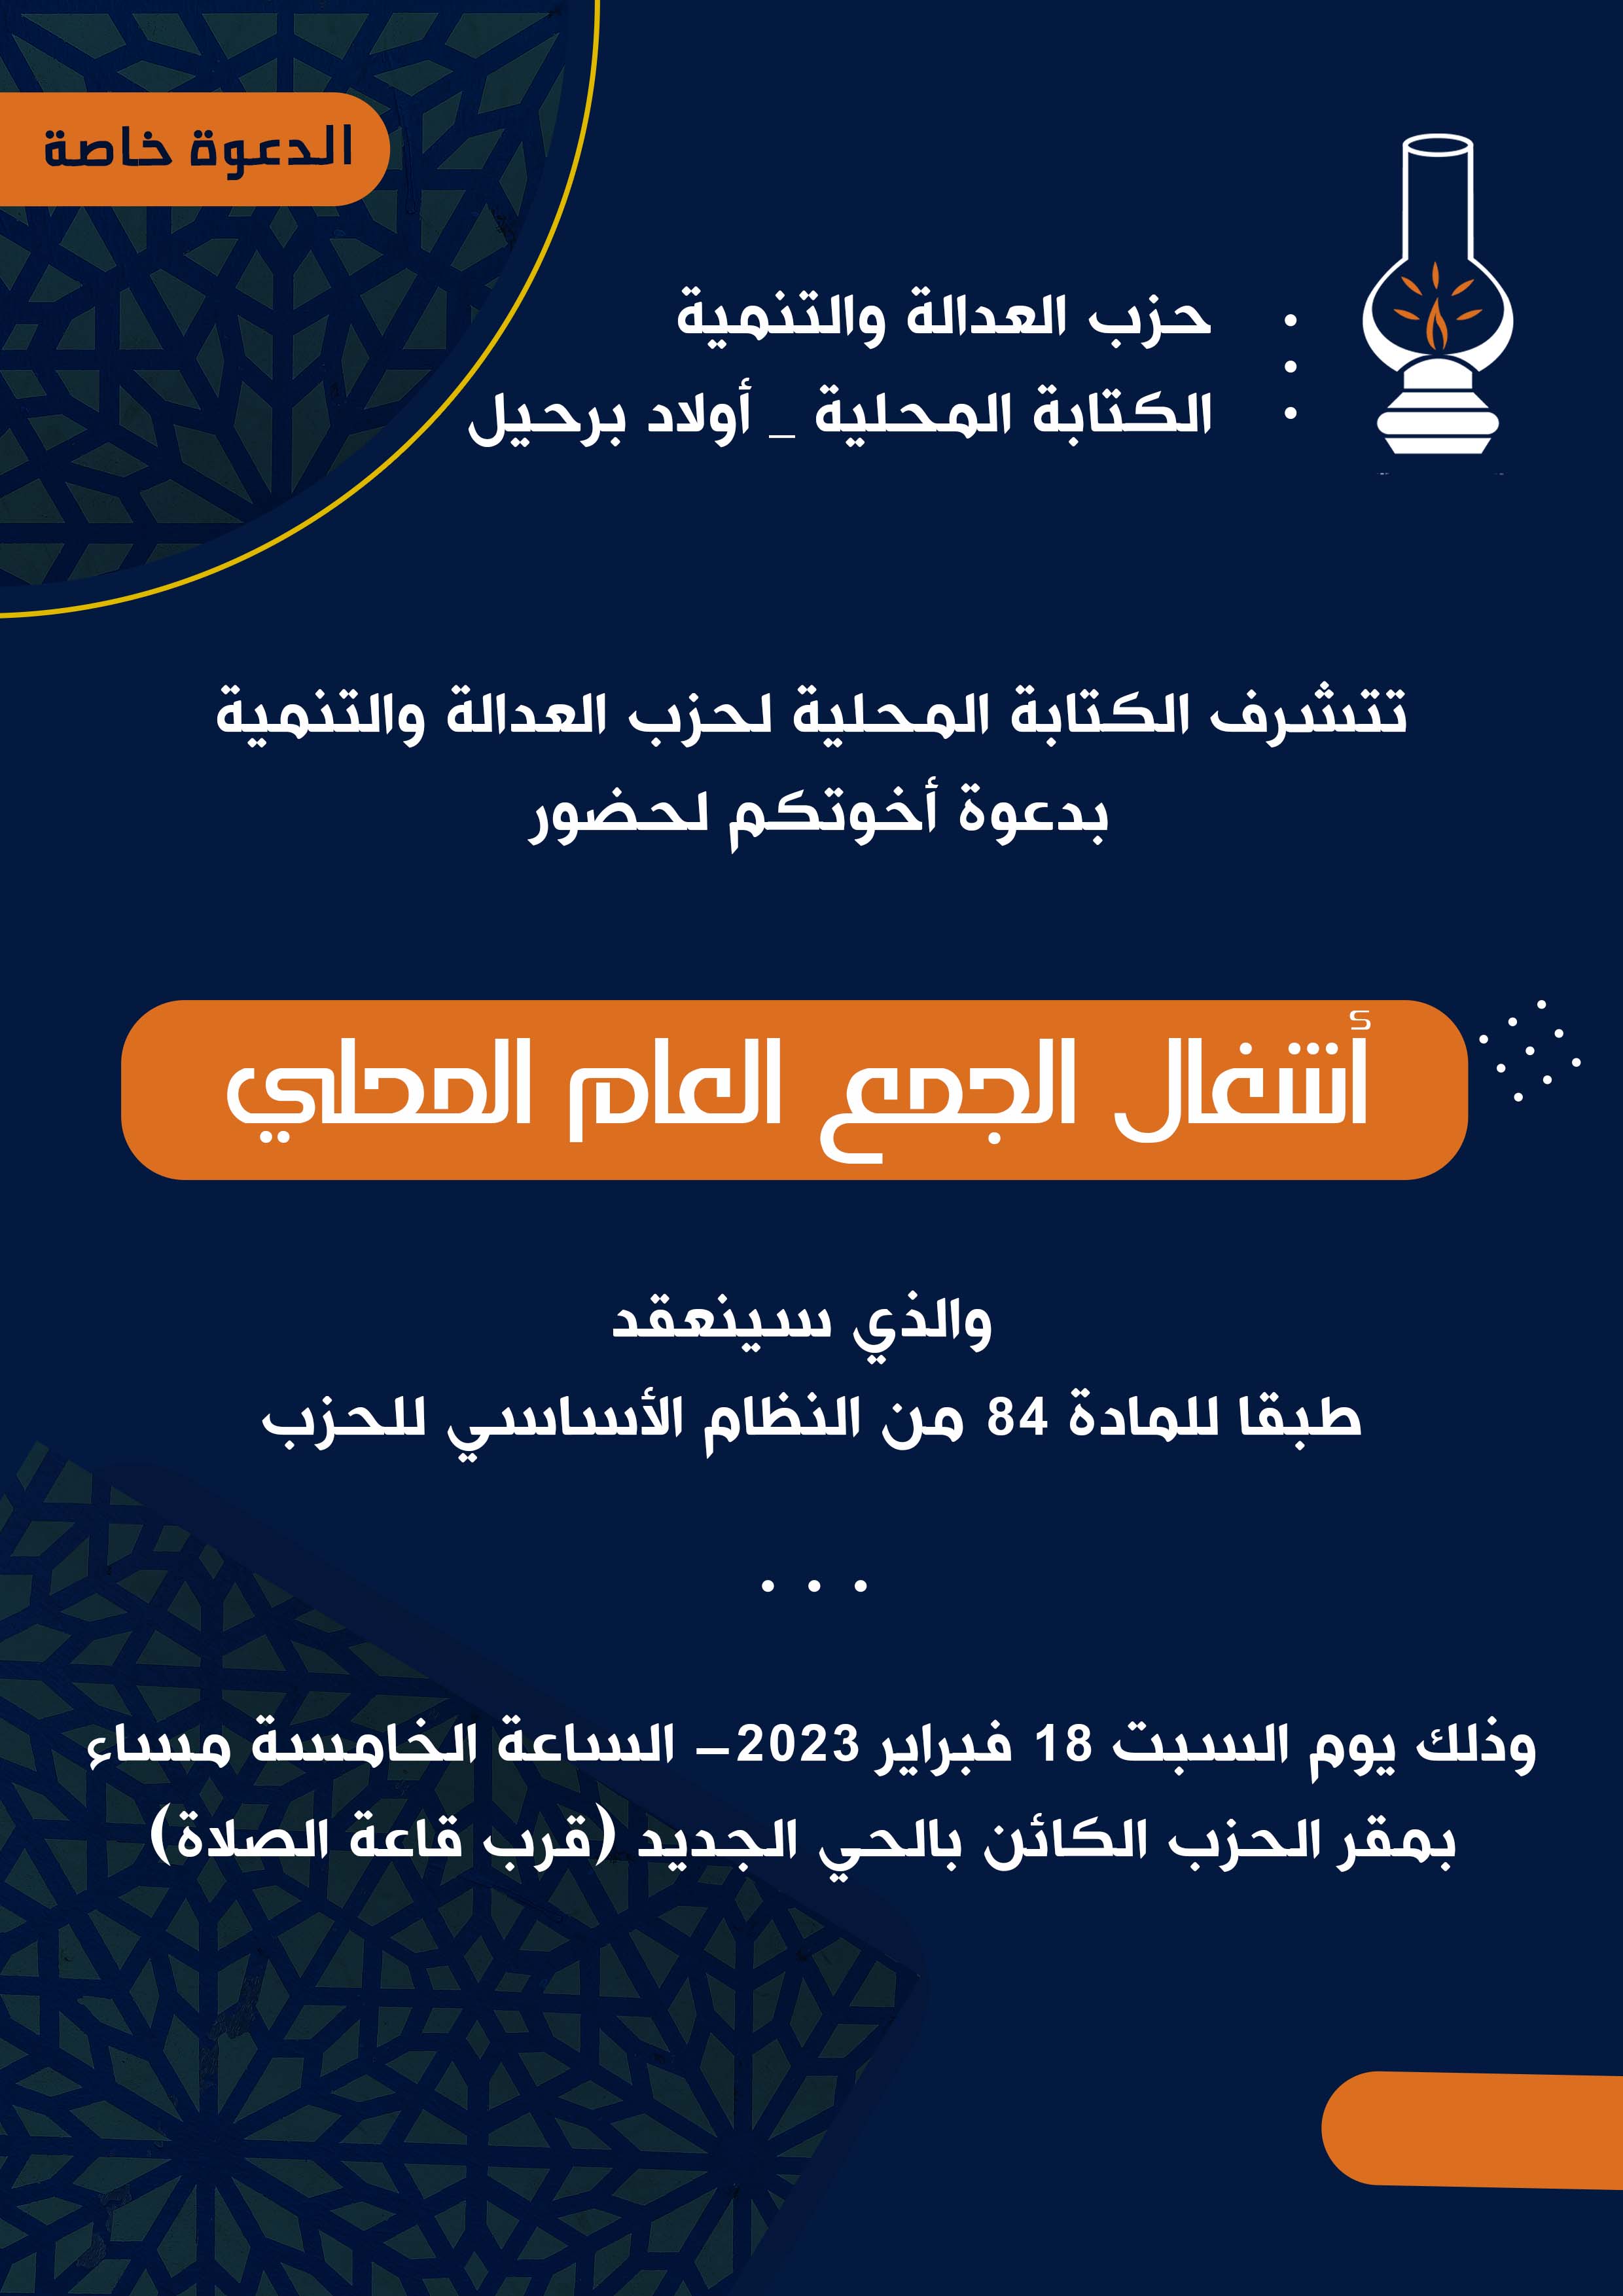 الدعوة خاصة
حزب العدالة والتنمية
الكتابة المحلية _ أولاد برحيل
تتشرف الكتابة المحلية لحزب العدالة والتنمية
بدعوة أخوتكم لحضور
أشغال الجمع العام المحلي
والذي سينعقد
طبقا للمادة 84 من النظام الأساسي للحزب
...
وذلك يوم السبت 18 فبراير 2023– الساعة الخامسة مساء
بمقر الحزب الكائن بالحي الجديد (قرب قاعة الصلاة)